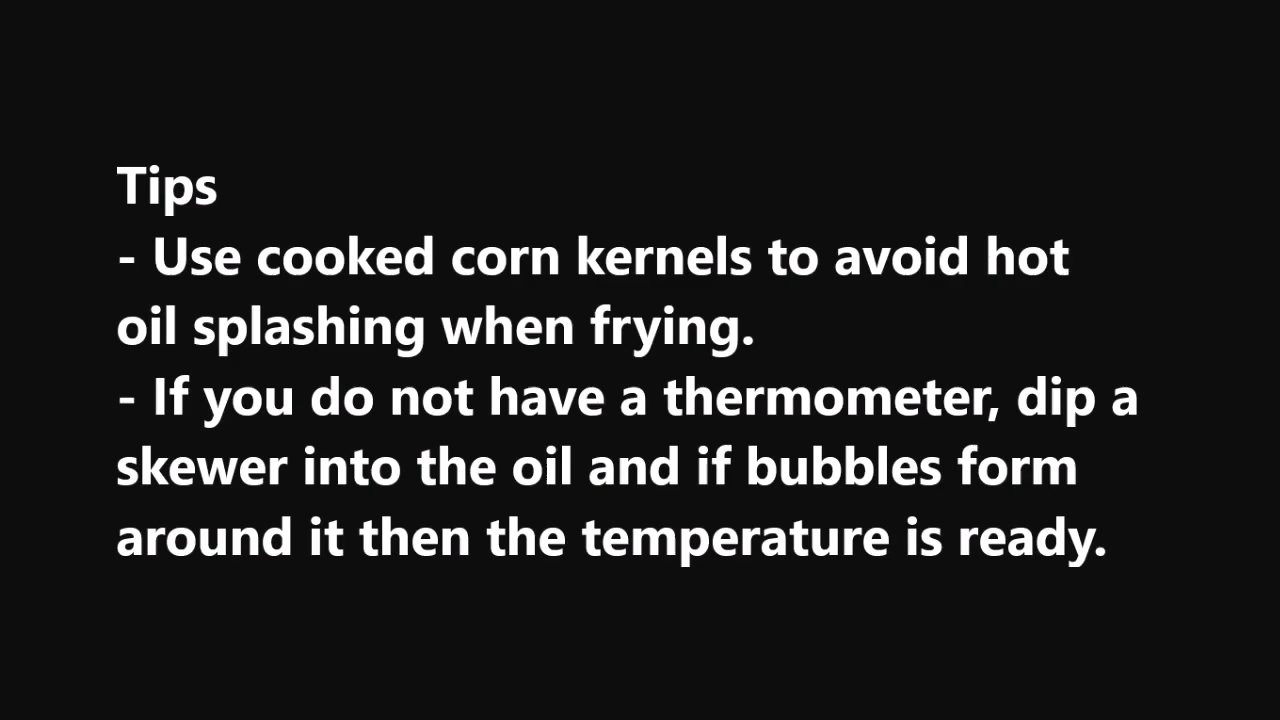 Tips
- Use cooked corn kernels to avoid hot
oil splashing when frying.
- If you do not have a thermometer, dip a
skewer into the oil and if bubbles form
around it then the temperature is ready.